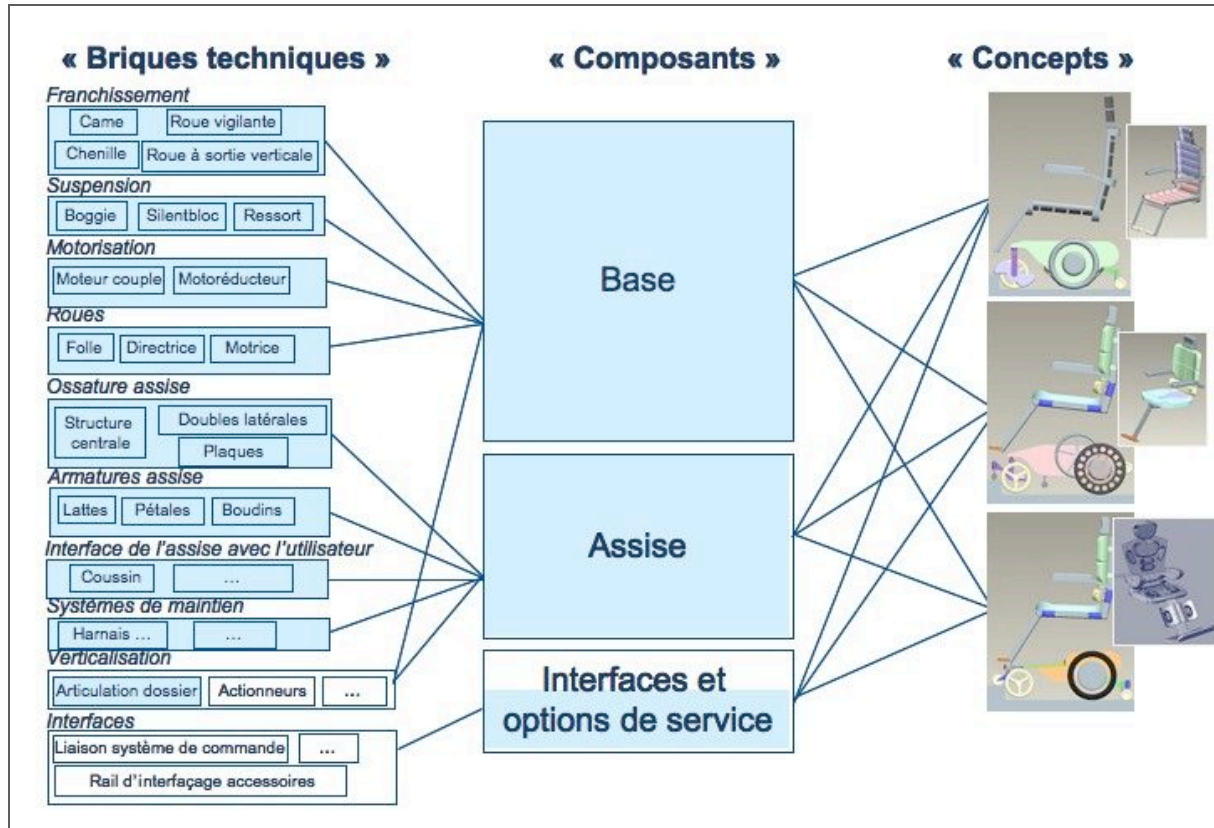 « Briques techniques »
« Composants »
« Concepts »
Franchissement
Came
Roue vigilante
Chenille
Roue à sortie verticale
Suspension
Boggie
Silentbloc
Ressort
Motorisation
Moteur couple
Motoréducteur
Roues
Folle
Directrice
Motrice
Ossature assise
Structure
centrale
Doubles latérales
Plaques
Armatures assise
Lattes
Pétales
Boudins
Interface de l'assise avec l'utilisateur
Coussin
...
Systèmes de maintien
Harnais ...
...
Verticalisation
Articulation dossier
Actionneurs
...
Interfaces
Liaison système de commande
...
Rail d'interfaçage accessoires
Base
Assise
Interfaces et
options de service